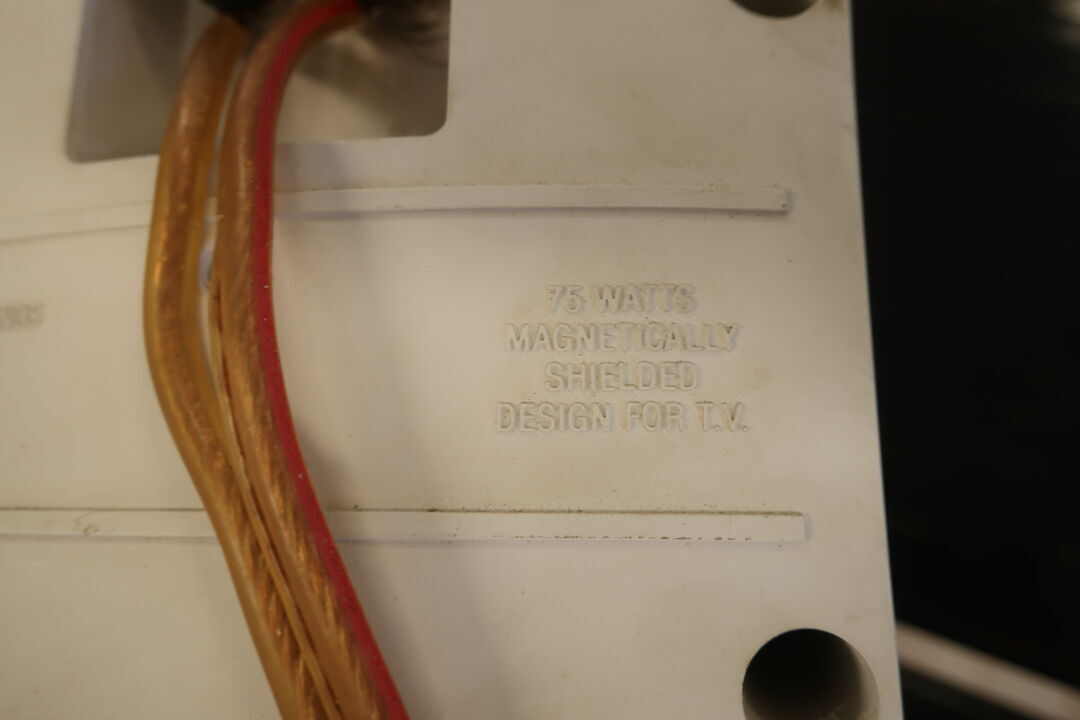 75 WATTS
MAGNETICALLY
SHIELDED
DESIGN FOR T.V.